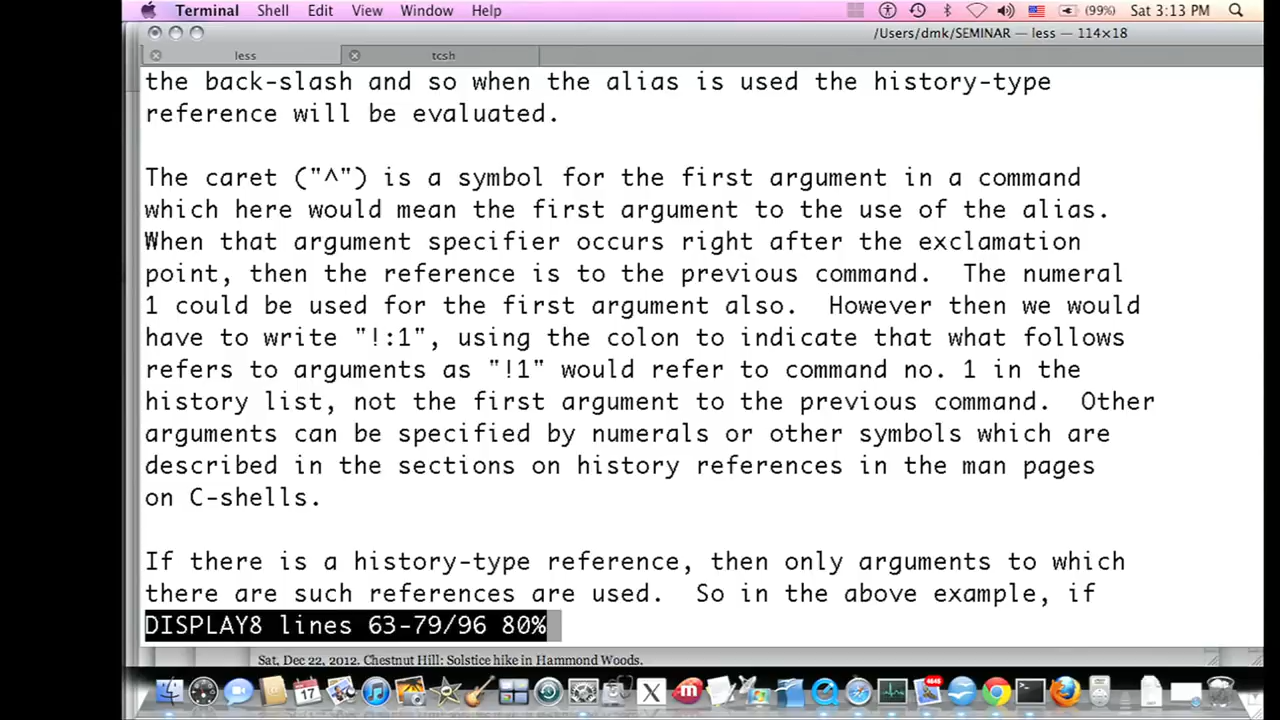 Terminal Shell Edit View Window Help (99%) Sat 3:13 PM
/Users/dmk/SEMINAR — less — 114×18
less tcsh
the back-slash and so when the alias is used the history-type
reference will be evaluated.
The caret ("^") is a symbol for the first argument in a command
which here would mean the first argument to the use of the alias.
When that argument specifier occurs right after the exclamation
point, then the reference is to the previous command.  The numeral
1 could be used for the first argument also.  However then we would
have to write "!:1", using the colon to indicate that what follows
refers to arguments as "!1" would refer to command no. 1 in the
history list, not the first argument to the previous command.  Other
arguments can be specified by numerals or other symbols which are
described in the sections on history references in the man pages
on C-shells.
If there is a history-type reference, then only arguments to which
there are such references are used.  So in the above example, if
DISPLAY8 lines 63-79/96 80%
Sat, Dec 22, 2012. Chestnut Hill: Solstice hike in Hammond Woods.
17